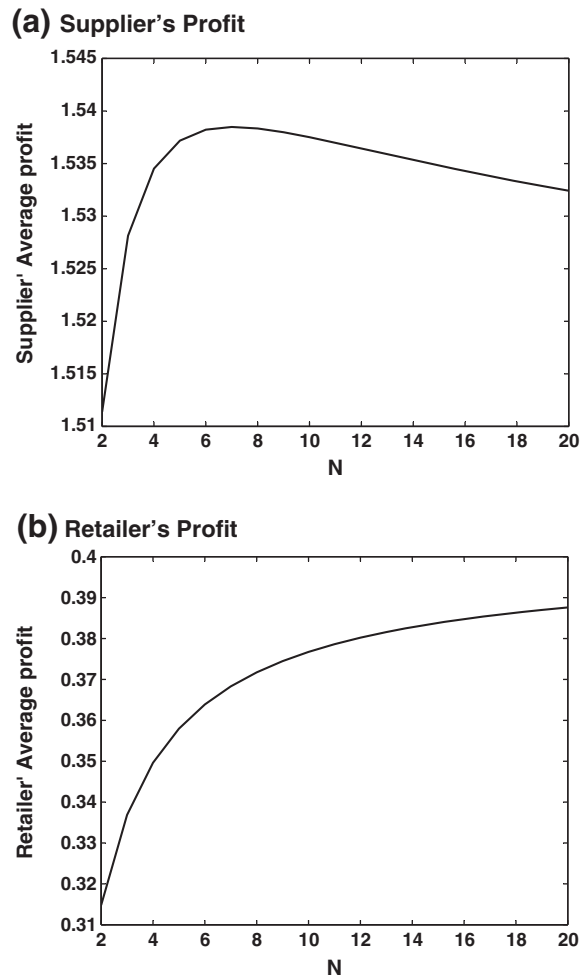 (a) Supplier's Profit
1.545
1.54
1.535
1.53
1.525
1.52
1.515
1.51
Supplier' Average profit
2 4 6 8 10 12 14 16 18 20
N
(b) Retailer's Profit
0.4
0.39
0.38
0.37
0.36
0.35
0.34
0.33
0.32
0.31
Retailer' Average profit
2 4 6 8 10 12 14 16 18 20
N